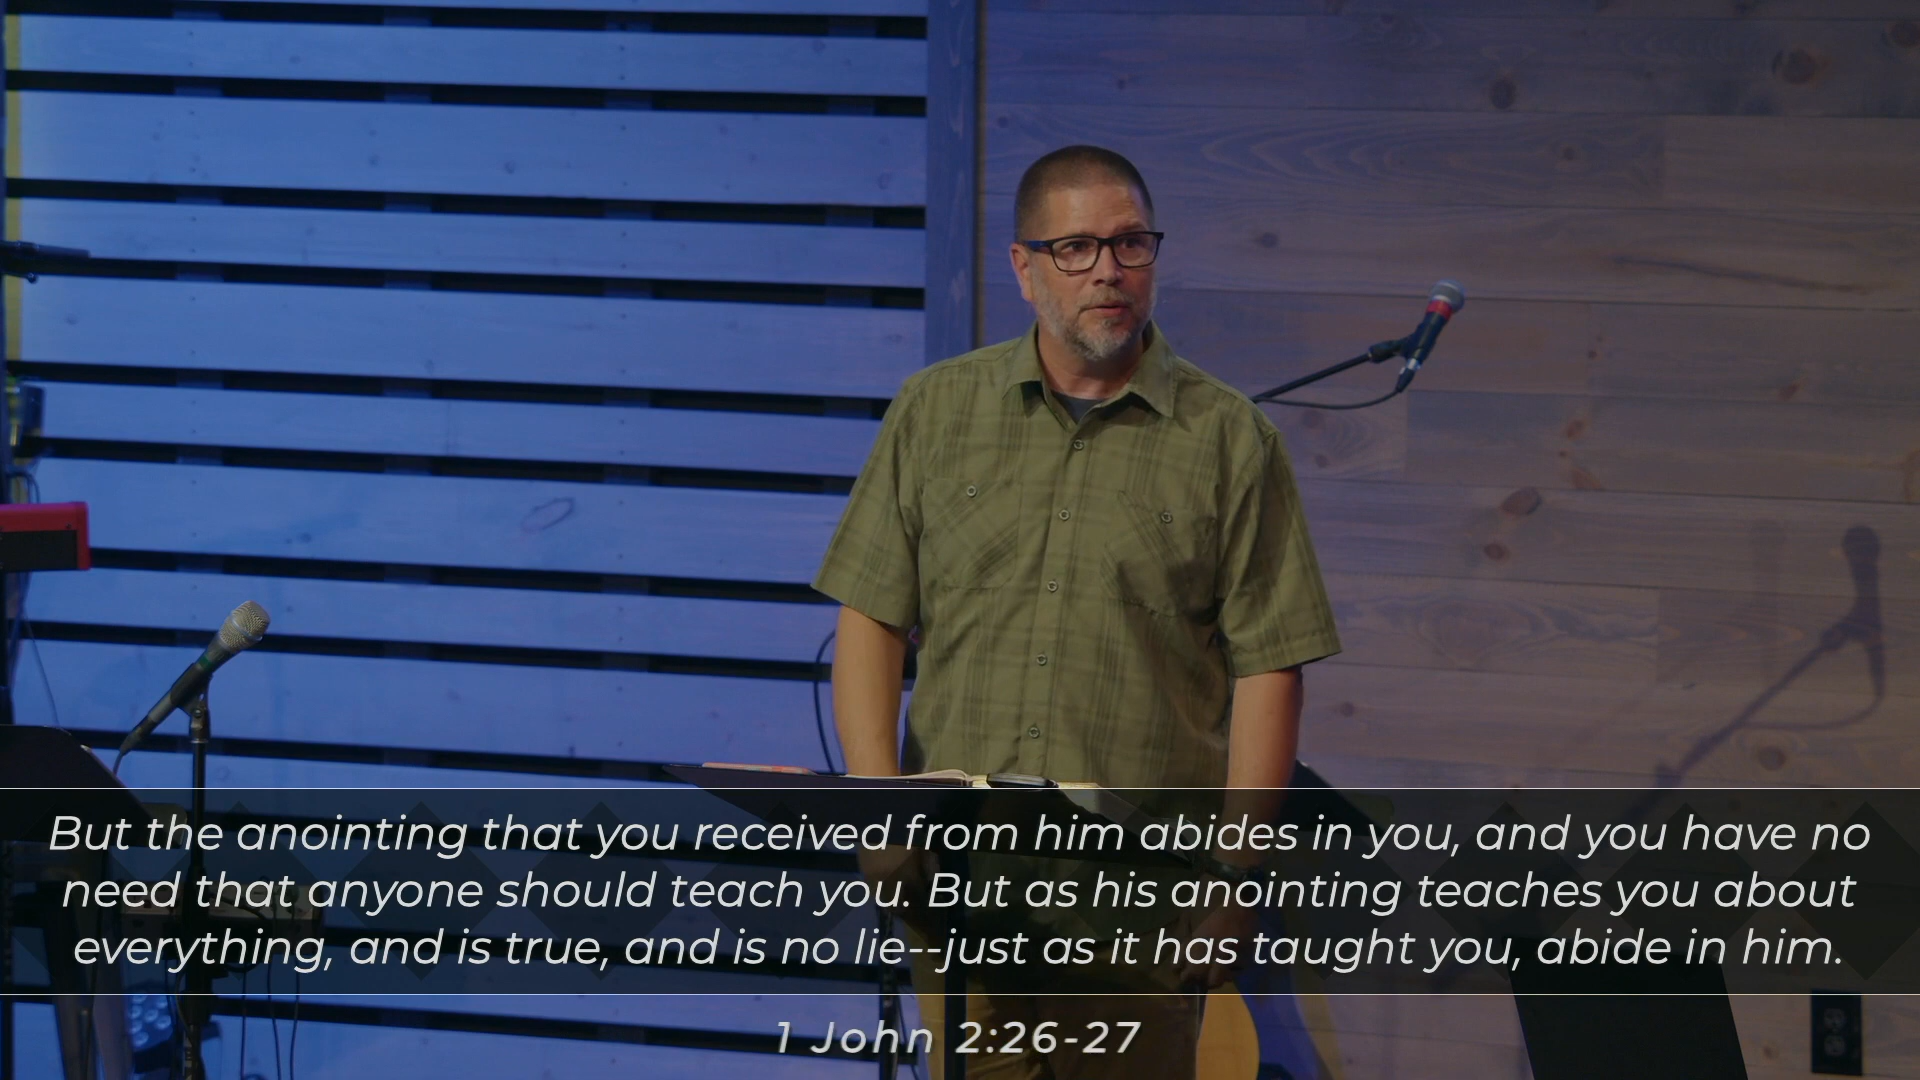 But the anointing that you received from him abides in you, and you have no
need that anyone should teach you. But as his anointing teaches you about
everything, and is true, and is no lie--just as it has taught you, abide in him.
1 John 2:26-27